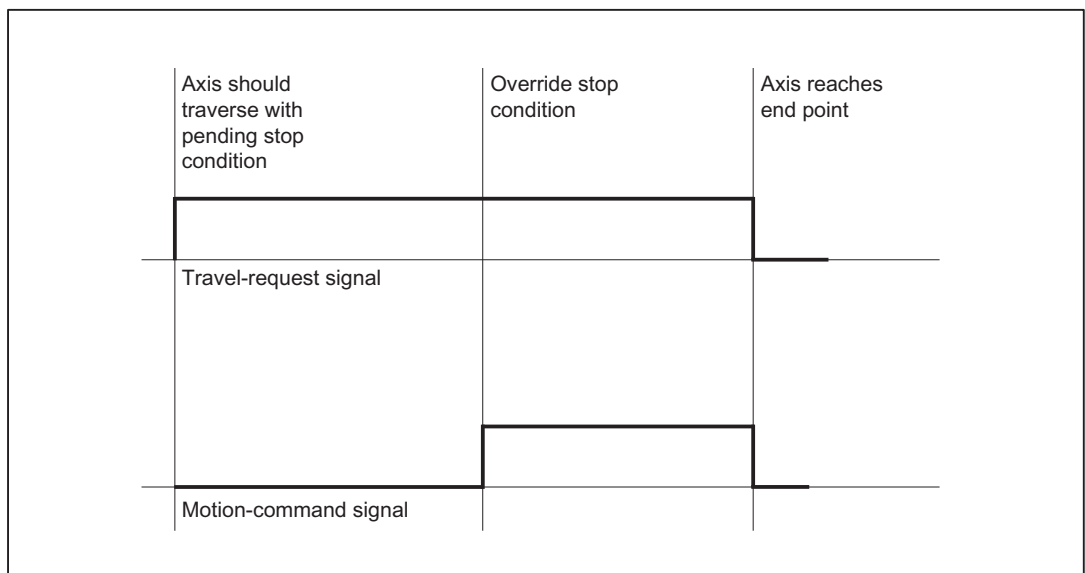 Axis should
traverse with
pending stop
condition
Override stop
condition
Axis reaches
end point
Travel-request signal
Motion-command signal